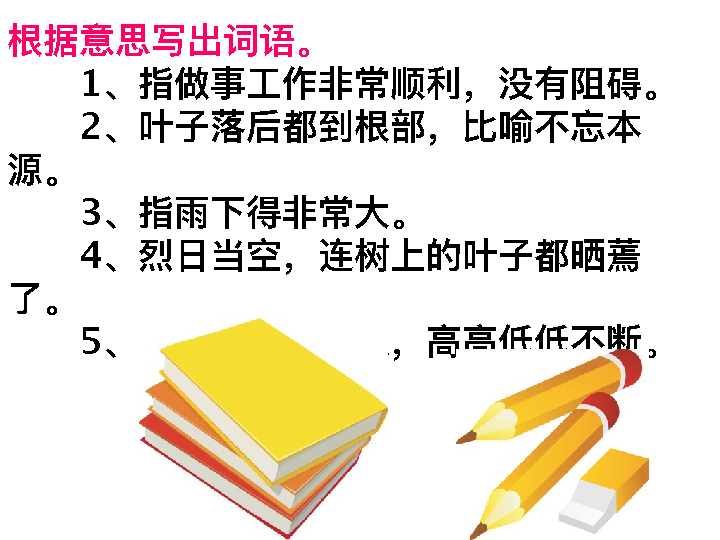 根据意思写出词语。
1、指做事工作非常顺利，没有阻碍。
2、叶子落后都到根部，比喻不忘本
源。
3、指雨下得非常大。
4、烈日当空，连树上的叶子都晒蔫
了。
5、，高高低低不断。